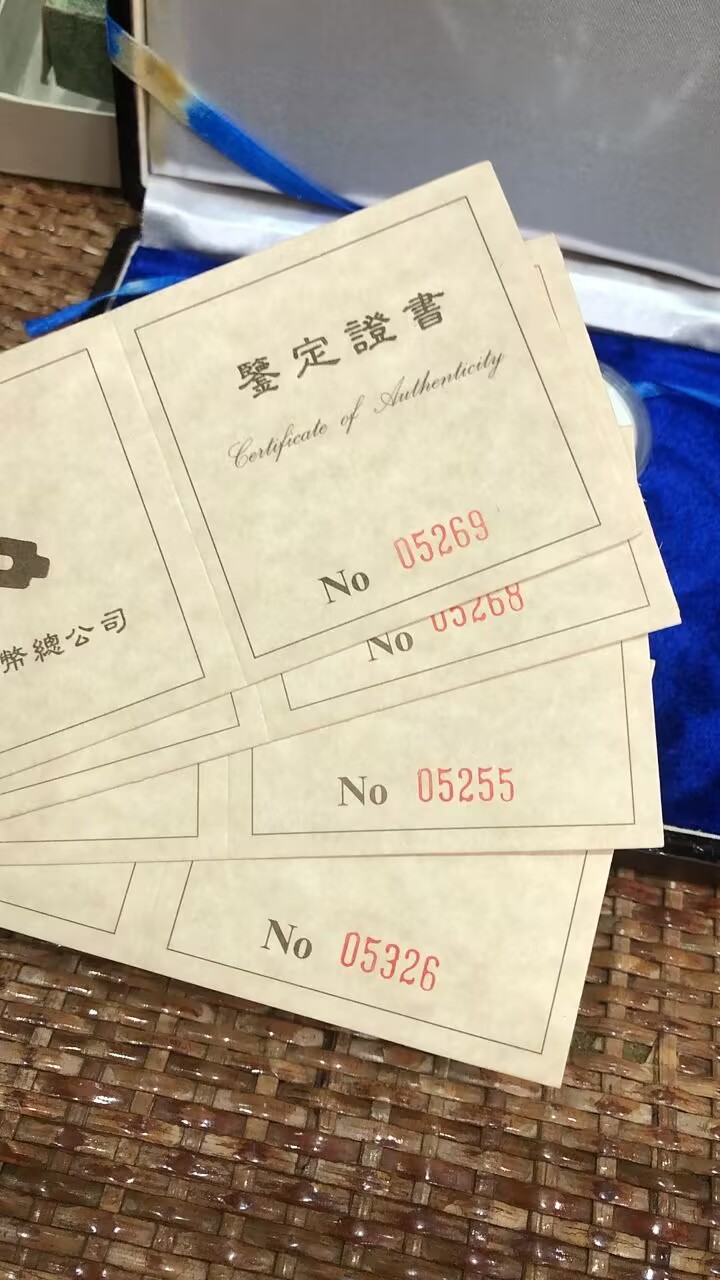 鑒定證書
Certificate of Authenticity
No 05269
幣總公司
No 05268
No 05255
No 05326